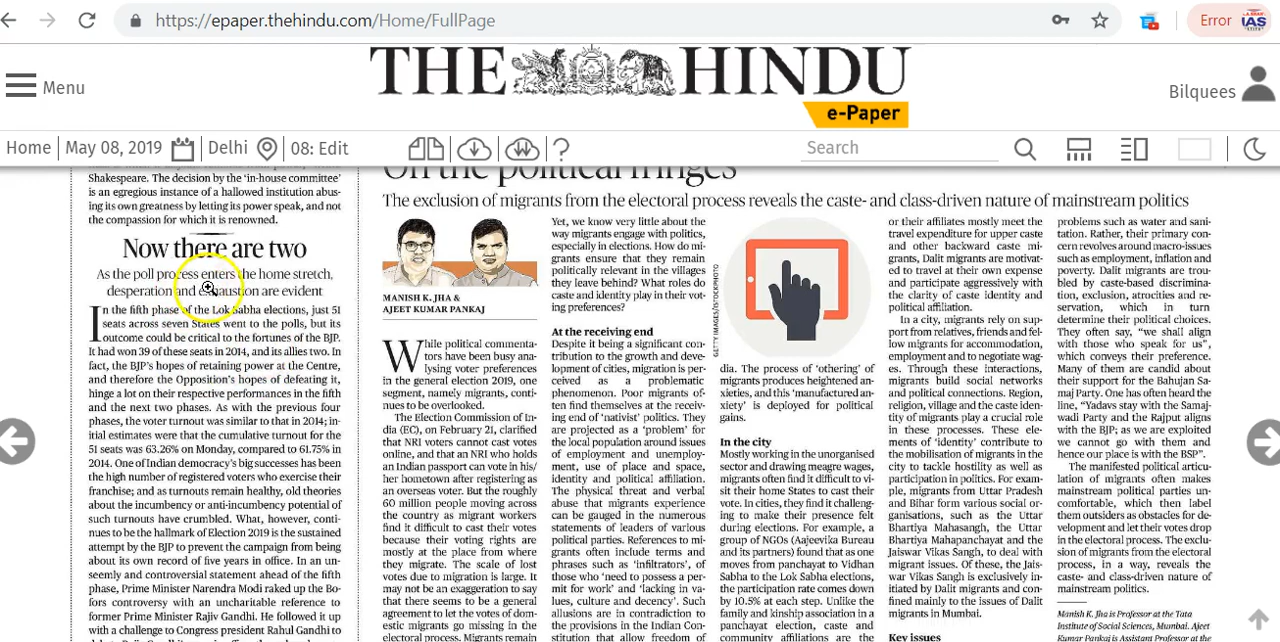 https://epaper.thehindu.com/Home/FullPage
Error
IAS
Menu
THE HINDU
e-Paper
Bilquees
Home
May 08, 2019
Delhi
08: Edit
?
Search
Shakespeare. The decision by the 'in-house committee'
is an egregious instance of a hallowed institution abus-
ing its own greatness by letting its power speak, and not
the compassion for which it is renowned.
Now there are two
As the poll process enters the home stretch,
desperation and exhaustion are evident
In the fifth phase of the Lok Sabha elections, just 51
seats across seven States went to the polls, but its
outcome could be critical to the fortunes of the BJP.
It had won 39 of these seats in 2014, and its allies two. In
fact, the BJP's hopes of retaining power at the Centre,
and therefore the Opposition's hopes of defeating it,
hinge a lot on their respective performances in the fifth
and the next two phases. As with the previous four
phases, the voter turnout was similar to that in 2014; in-
itial estimates were that the cumulative turnout for the
51 seats was 63.26% on Monday, compared to 61.75% in
2014. One of Indian democracy's big successes has been
the high number of registered voters who exercise their
franchise; and as turnouts remain healthy, old theories
about the incumbency or anti-incumbency potential of
such turnouts have crumbled. What, however, conti-
nues to be the hallmark of Election 2019 is the sustained
attempt by the BJP to prevent the campaign from being
about its own record of five years in office. In an un-
seemly and controversial statement ahead of the fifth
phase, Prime Minister Narendra Modi raked up the Bo-
fors controversy with an uncharitable reference to
former Prime Minister Rajiv Gandhi. He followed it up
with a challenge to Congress president Rahul Gandhi to
On the political fringes
The exclusion of migrants from the electoral process reveals the caste- and class-driven nature of mainstream politics
MANISH K. JHA &
AJEET KUMAR PANKAJ
While political commenta-
tors have been busy ana-
lysing voter preferences
in the general election 2019, one
segment, namely migrants, conti-
nues to be overlooked.
The Election Commission of In-
dia (EC), on February 21, clarified
that NRI voters cannot cast votes
online, and that an NRI who holds
an Indian passport can vote in his/
her hometown after registering as
an overseas voter. But the roughly
60 million people moving across
the country as migrant workers
find it difficult to cast their votes
because their voting rights are
mostly at the place from where
they migrate. The scale of lost
votes due to migration is large. It
may not be an exaggeration to say
that there seems to be a general
agreement to let the votes of dom-
estic migrants go missing in the
electoral process. Migrants remain
Yet, we know very little about the
way migrants engage with politics,
especially in elections. How do mi-
grants ensure that they remain
politically relevant in the villages
they leave behind? What roles do
caste and identity play in their vot-
ing preferences?
At the receiving end
Despite it being a significant con-
tribution to the growth and deve-
lopment of cities, migration is per-
ceived as a problematic
phenomenon. Poor migrants of-
ten find themselves at the receiv-
ing end of 'nativist' politics. They
are projected as a 'problem' for
the local population around issues
of employment and unemploy-
ment, use of place and space,
identity and political affiliation.
The physical threat and verbal
abuse that migrants experience
can be gauged in the numerous
statements of leaders of various
political parties. References to mi-
grants often include terms and
phrases such as 'infiltrators', of
those who 'need to possess a per-
mit for work' and 'lacking in va-
lues, culture and decency'. Such
allusions are in contradiction to
the provisions in the Indian Con-
stitution that allow freedom of
GETTY IMAGES/ISTOCKPHOTO
dia. The process of 'othering' of
migrants produces heightened an-
xieties, and this 'manufactured an-
xiety' is deployed for political
gains.
In the city
Mostly working in the unorganised
sector and drawing meagre wages,
migrants often find it difficult to vi-
sit their home States to cast their
vote. In cities, they find it challeng-
ing to make their presence felt
during elections. For example, a
group of NGOs (Aajeevika Bureau
and its partners) found that as one
moves from panchayat to Vidhan
Sabha to the Lok Sabha elections,
the participation rate comes down
by 10.5% at each step. Unlike the
family and kinship association in a
panchayat election, caste and
community affiliations are the
or their affiliates mostly meet the
travel expenditure for upper caste
and other backward caste mi-
grants, Dalit migrants are motivat-
ed to travel at their own expense
and participate aggressively with
the clarity of caste identity and
political affiliation.
In a city, migrants rely on sup-
port from relatives, friends and fel-
low migrants for accommodation,
employment and to negotiate wag-
es. Through these interactions,
migrants build social networks
and political connections. Region,
religion, village and the caste iden-
tity of migrants play a crucial role
in these processes. These ele-
ments of 'identity' contribute to
the mobilisation of migrants in the
city to tackle hostility as well as
participation in politics. For exam-
ple, migrants from Uttar Pradesh
and Bihar form various social or-
ganisations, such as the Uttar
Bhartiya Mahasangh, the Uttar
Bhartiya Mahapanchayat and the
Jaiswar Vikas Sangh, to deal with
migrant issues. Of these, the Jais-
war Vikas Sangh is exclusively in-
itiated by Dalit migrants and con-
fined mainly to the issues of Dalit
migrants in Mumbai.
Key issues
problems such as water and sani-
tation. Rather, their primary con-
cern revolves around macro-issues
such as employment, inflation and
poverty. Dalit migrants are trou-
bled by caste-based discrimina-
tion, exclusion, atrocities and re-
servation, which in turn
determine their political choices.
They often say, "we shall align
with those who speak for us",
which conveys their preference.
Many of them are candid about
their support for the Bahujan Sa-
maj Party. One has often heard the
line, "Yadavs stay with the Samaj-
wadi Party and the Rajput aligns
with the BJP; as we are exploited
we cannot go with them and
hence our place is with the BSP".
The manifested political articu-
lation of migrants often makes
mainstream political parties un-
comfortable, which then label
them outsiders as obstacles for de-
velopment and let their votes drop
in the electoral process. The exclu-
sion of migrants from the electoral
process, in a way, reveals the
caste- and class-driven nature of
mainstream politics.
Manish K. Jha is Professor at the Tata
Institute of Social Sciences, Mumbai. Ajeet
Kumar Pankaj is Assistant Professor at the